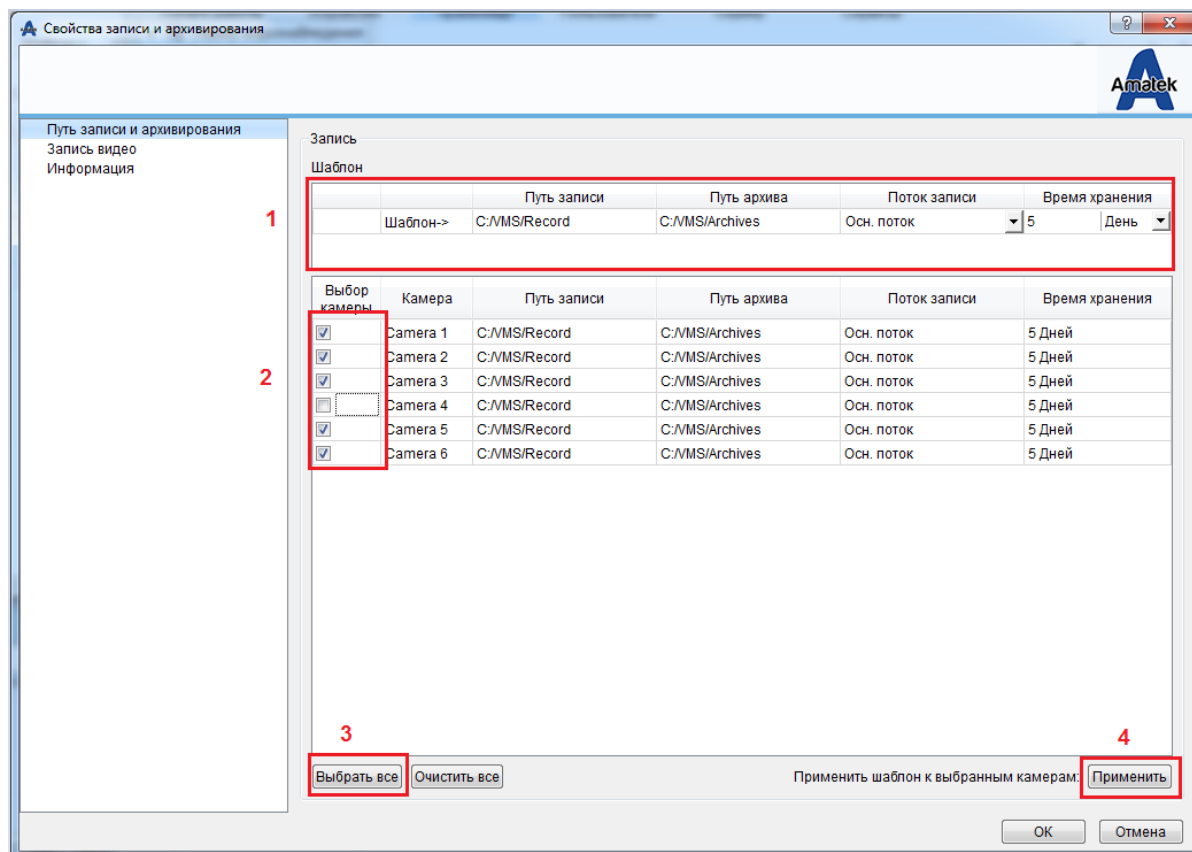 Свойства записи и архивирования
Amatek
Путь записи и архивирования
Запись видео
Информация
Запись
Шаблон
1
Путь записи Путь архива Поток записи Время хранения
Шаблон-> C:/VMS/Record C:/VMS/Archives Осн. поток 5 День
Выбор камеры Камера Путь записи Путь архива Поток записи Время хранения
2
Camera 1 C:/VMS/Record C:/VMS/Archives Осн. поток 5 Дней
Camera 2 C:/VMS/Record C:/VMS/Archives Осн. поток 5 Дней
Camera 3 C:/VMS/Record C:/VMS/Archives Осн. поток 5 Дней
Camera 4 C:/VMS/Record C:/VMS/Archives Осн. поток 5 Дней
Camera 5 C:/VMS/Record C:/VMS/Archives Осн. поток 5 Дней
Camera 6 C:/VMS/Record C:/VMS/Archives Осн. поток 5 Дней
3 4
Выбрать все Очистить все Применить шаблон к выбранным камерам: Применить
ОК Отмена